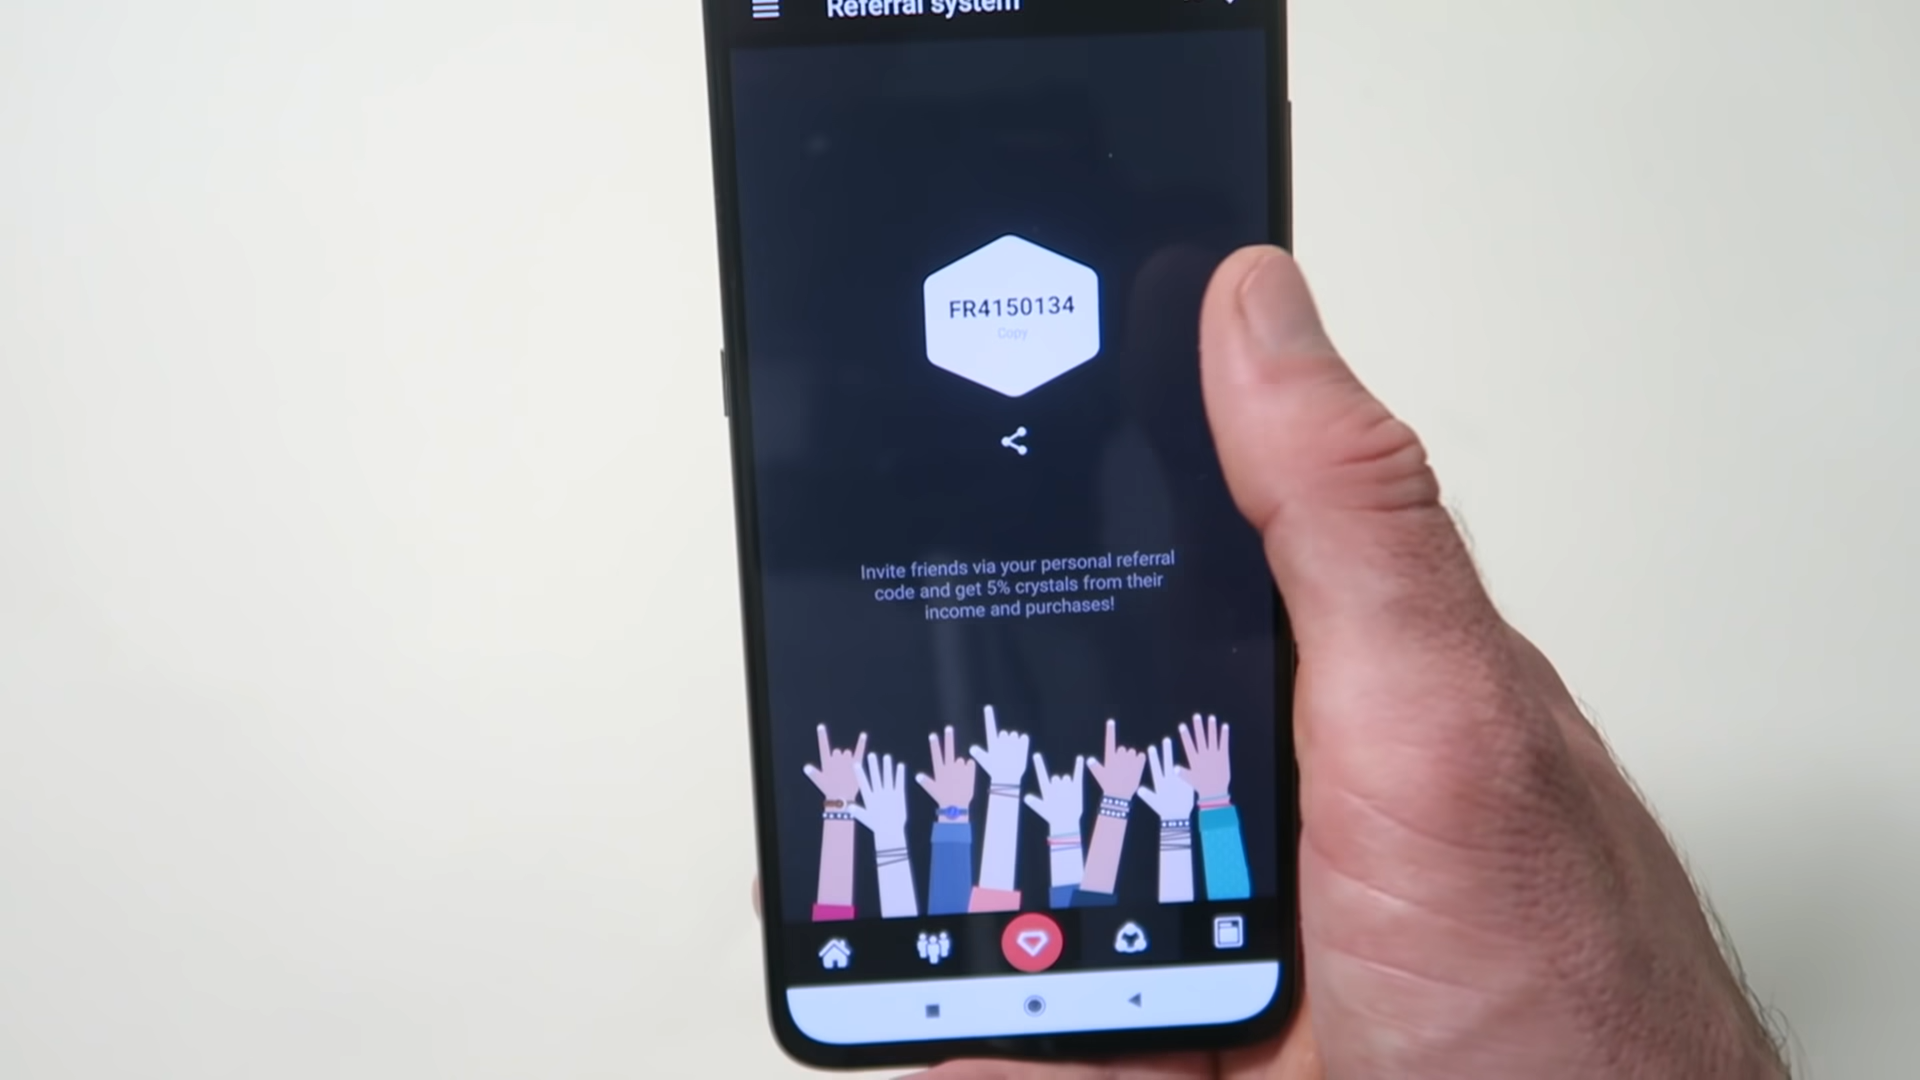 Referral system
FR4150134
Copy
Invite friends via your personal referral
code and get 5% crystals from their
income and purchases!